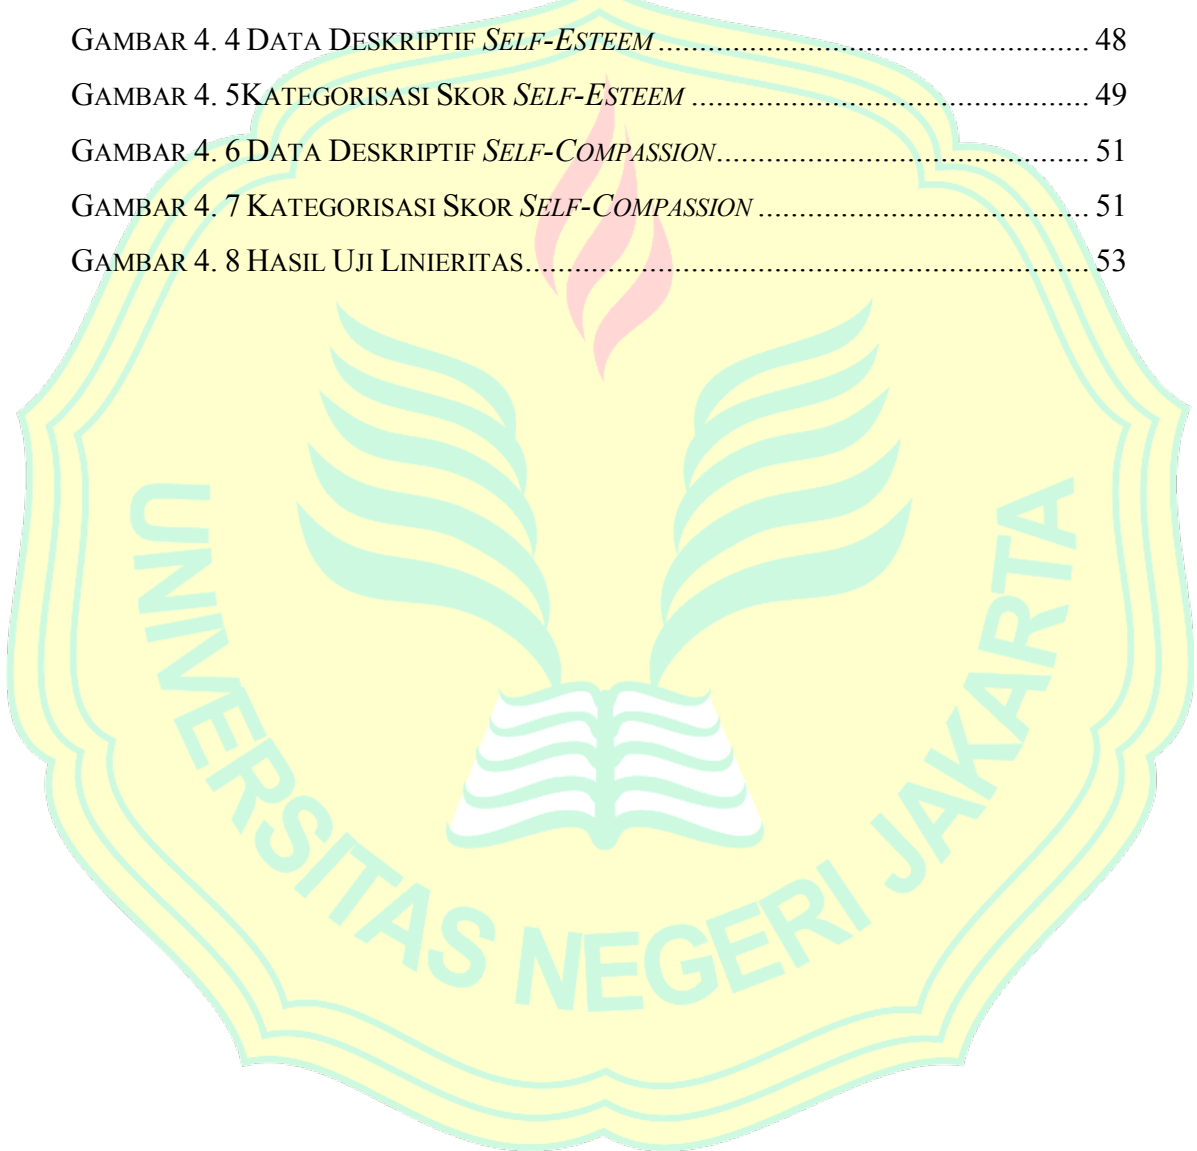 GAMBAR 4. 4 DATA DESKRIPTIF SELF-ESTEEM ........................................................ 48
GAMBAR 4. 5KATEGORISASI SKOR SELF-ESTEEM .................................................... 49
GAMBAR 4. 6 DATA DESKRIPTIF SELF-COMPASSION................................................. 51
GAMBAR 4. 7 KATEGORISASI SKOR SELF-COMPASSION ............................................ 51
GAMBAR 4. 8 HASIL UJI LINIERITAS.......................................................................... 53
UNIVERSITAS NEGERI JAKARTA